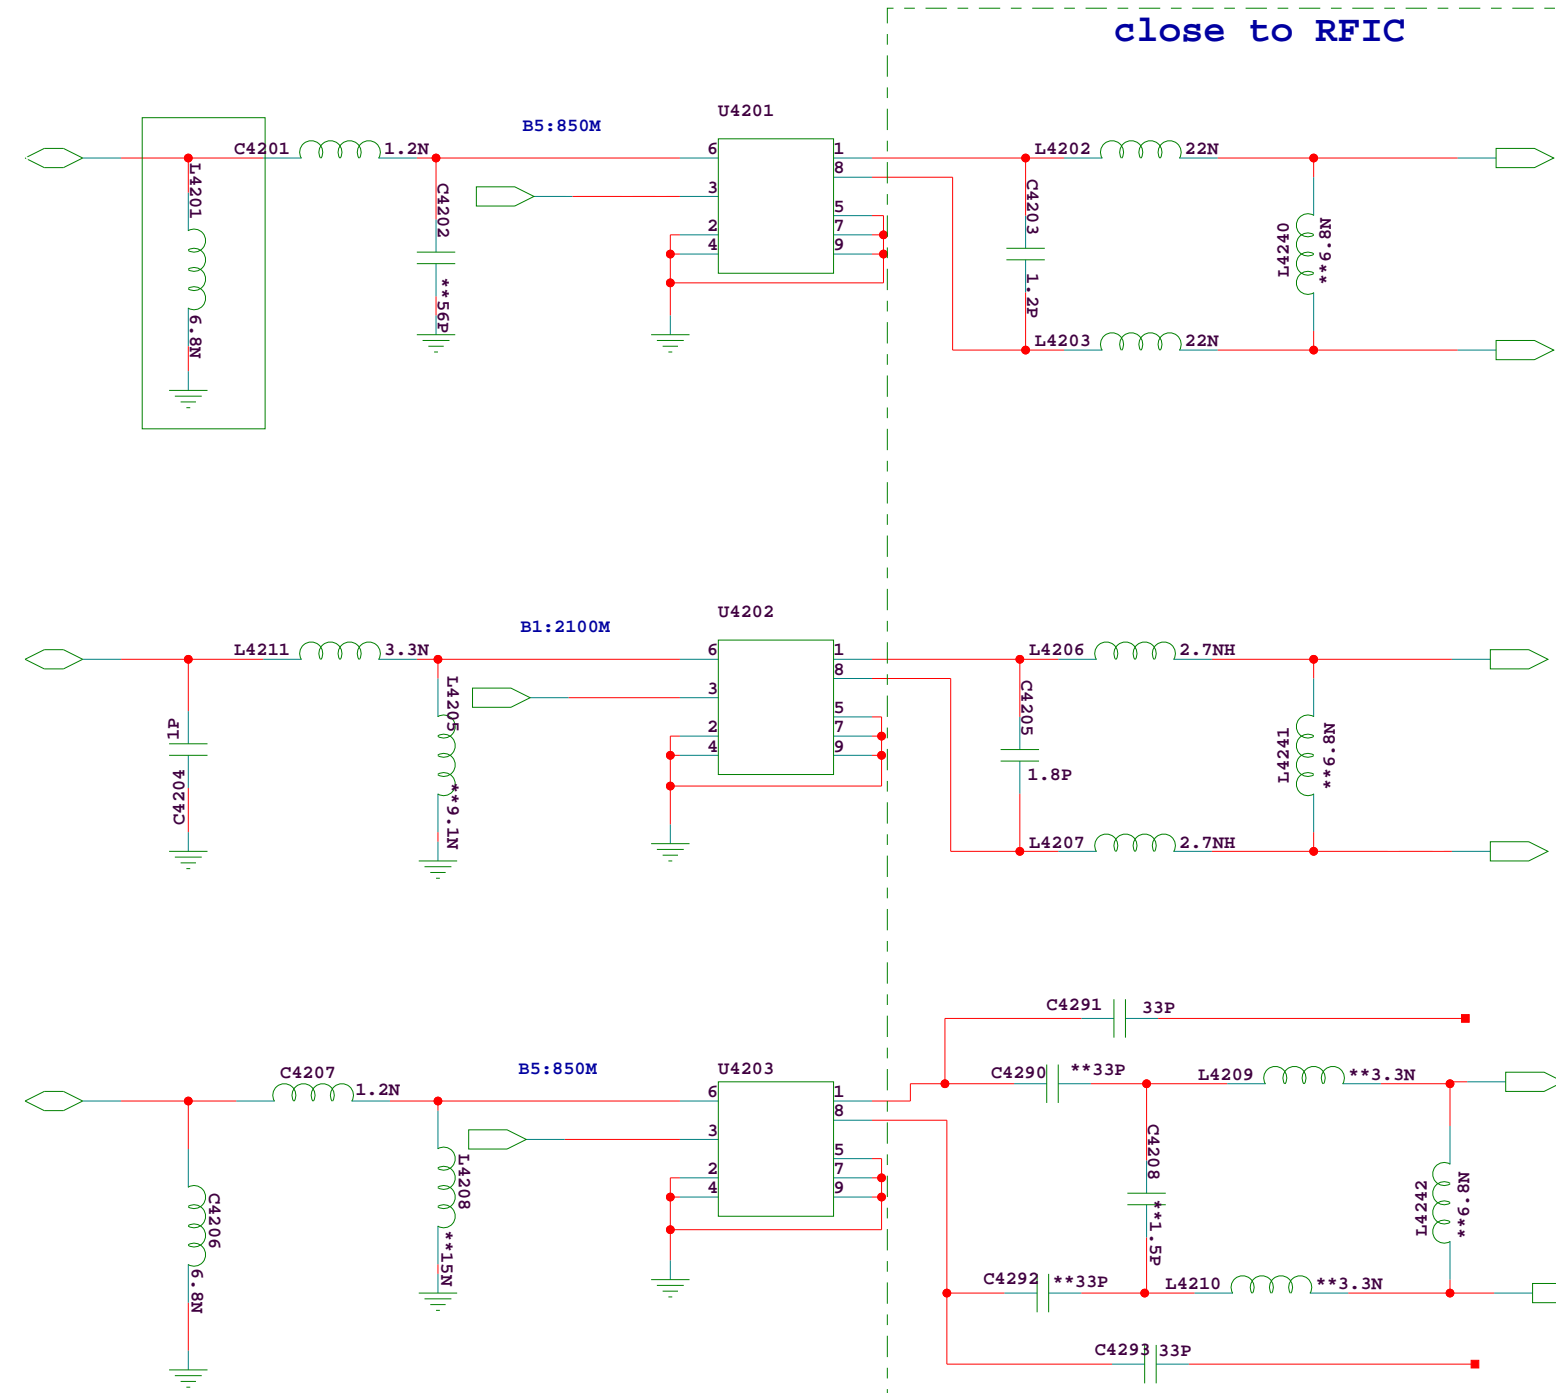 close to RFIC
U4201
B5:850M
C4201
1.2N
L4201
6.8N
C4202
**56P
6
3
2
4
1
8
5
7
9
L4202
22N
C4203
1.2P
L4240
**6.8N
L4203
22N
U4202
B1:2100M
L4211
3.3N
1P
C4204
L4205
**9.1N
6
3
2
4
1
8
5
7
9
L4206
2.7NH
C4205
1.8P
L4241
**6.8N
L4207
2.7NH
C4291
33P
U4203
B5:850M
C4207
1.2N
C4206
6.8N
L4208
**15N
6
3
2
4
1
8
5
7
9
C4290
**33P
L4209
**3.3N
C4208
**1.5P
L4242
**6.8N
C4292
**33P
L4210
**3.3N
C4293
33P